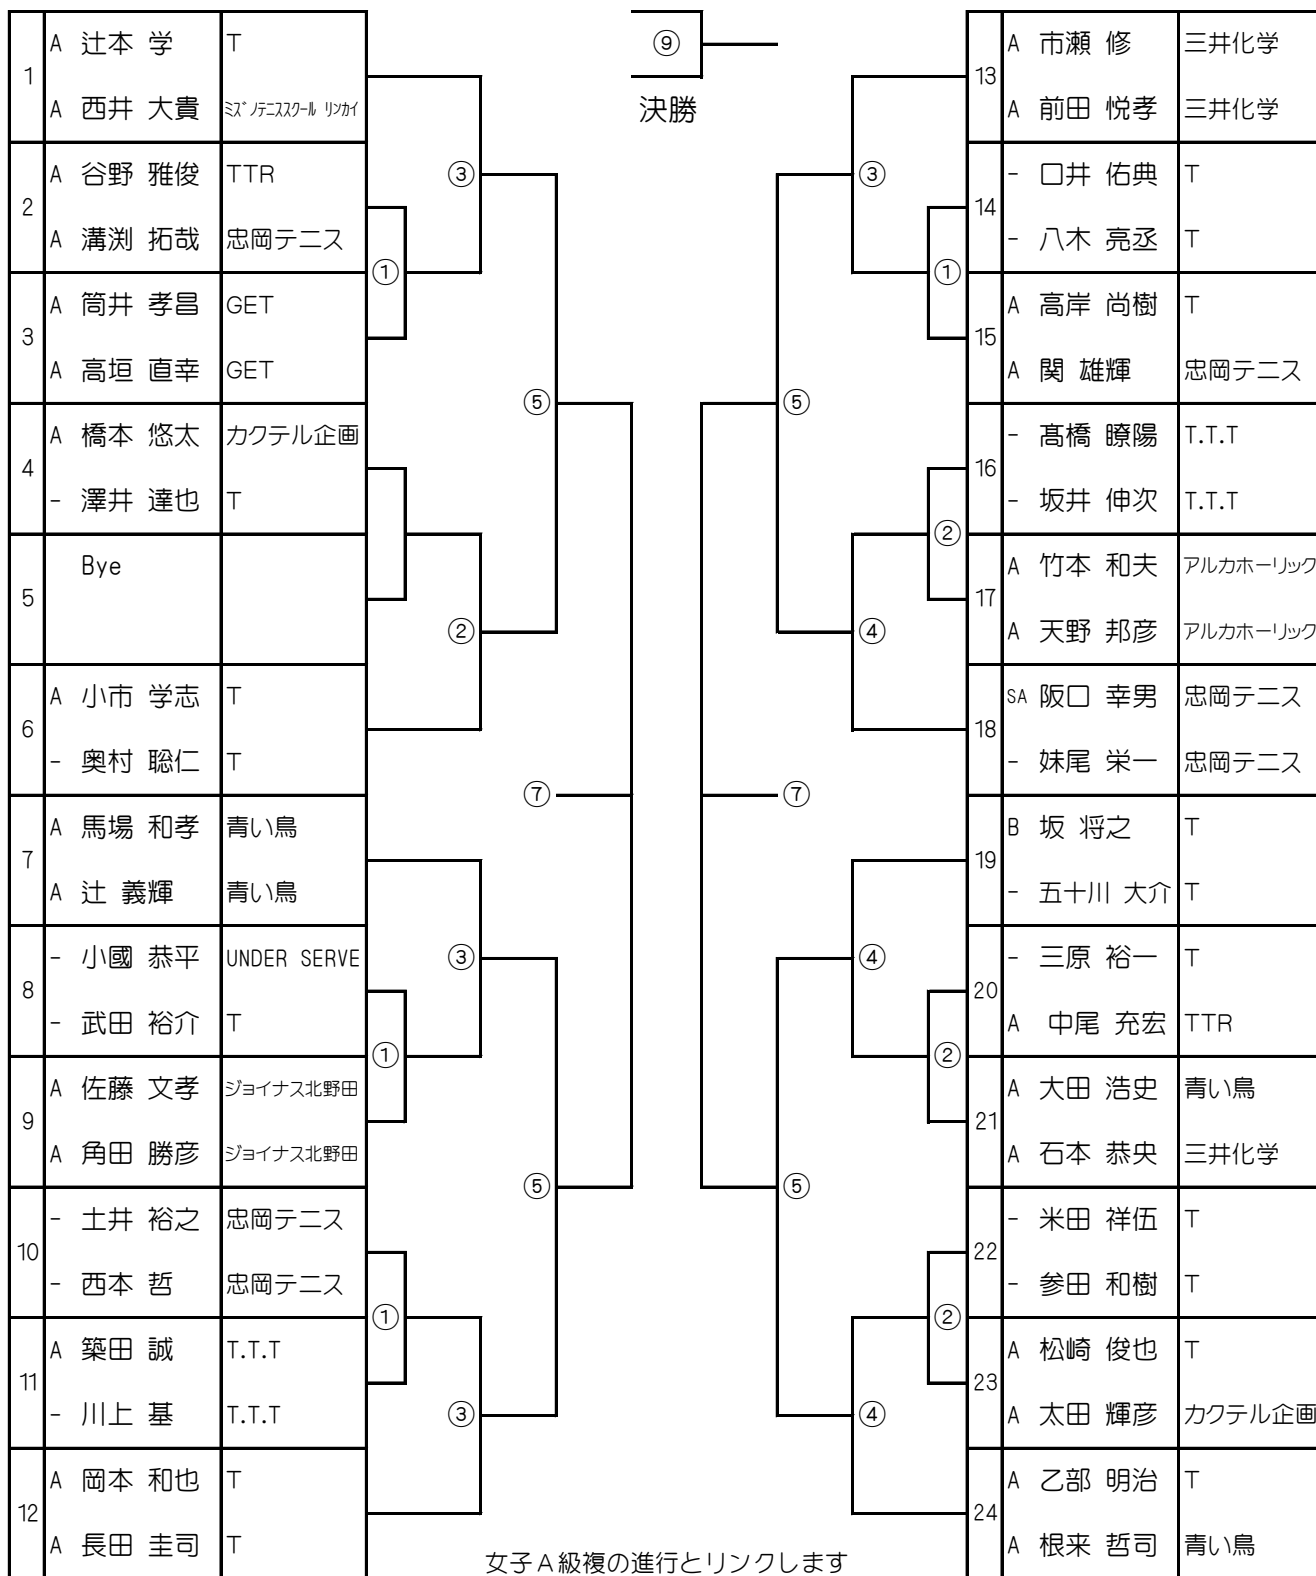 1
A 辻本 学 T
A 西井 大貴 ミズノテニススクール リンカイ
2
A 谷野 雅俊 TTR
A 溝渕 拓哉 忠岡テニス
3
A 筒井 孝昌 GET
A 高垣 直幸 GET
4
A 橋本 悠太 カクテル企画
- 澤井 達也 T
5
Bye
6
A 小市 学志 T
- 奥村 聡仁 T
7
A 馬場 和孝 青い鳥
A 辻 義輝 青い鳥
8
- 小國 恭平 UNDER SERVE
- 武田 裕介 T
9
A 佐藤 文孝 ジョイナス北野田
A 角田 勝彦 ジョイナス北野田
10
- 土井 裕之 忠岡テニス
- 西本 哲 忠岡テニス
11
A 築田 誠 T.T.T
- 川上 基 T.T.T
12
A 岡本 和也 T
A 長田 圭司 T
③
①
⑤
②
⑦
③
①
⑤
①
③
⑨
決勝
③
①
⑤
②
④
⑦
④
②
⑤
②
④
13
A 市瀬 修 三井化学
A 前田 悦孝 三井化学
14
- 口井 佑典 T
- 八木 亮丞 T
15
A 高岸 尚樹 T
A 関 雄輝 忠岡テニス
16
- 髙橋 瞭陽 T.T.T
- 坂井 伸次 T.T.T
17
A 竹本 和夫 アルカホーリック
A 天野 邦彦 アルカホーリック
18
SA 阪口 幸男 忠岡テニス
- 妹尾 栄一 忠岡テニス
19
B 坂 将之 T
- 五十川 大介 T
20
- 三原 裕一 T
A 中尾 充宏 TTR
21
A 大田 浩史 青い鳥
A 石本 恭央 三井化学
22
- 米田 祥伍 T
- 参田 和樹 T
23
A 松崎 俊也 T
A 太田 輝彦 カクテル企画
24
A 乙部 明治 T
A 根来 哲司 青い鳥
女子Ａ級複の進行とリンクします